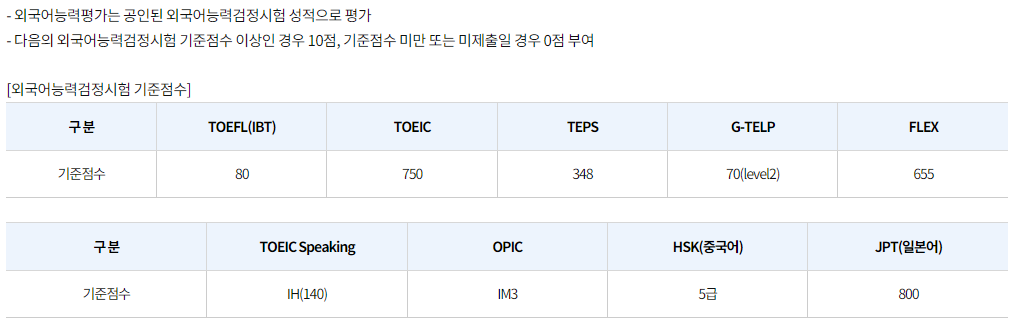 - 외국어능력평가는 공인된 외국어능력검정시험 성적으로 평가
- 다음의 외국어능력검정시험 기준점수 이상인 경우 10점, 기준점수 미만 또는 미제출일 경우 0점 부여
[외국어능력검정시험 기준점수]
구 분 TOEFL(IBT) TOEIC TEPS G-TELP FLEX
기준점수 80 750 348 70(level2) 655
구 분 TOEIC Speaking OPIC HSK(중국어) JPT(일본어)
기준점수 IH(140) IM3 5급 800